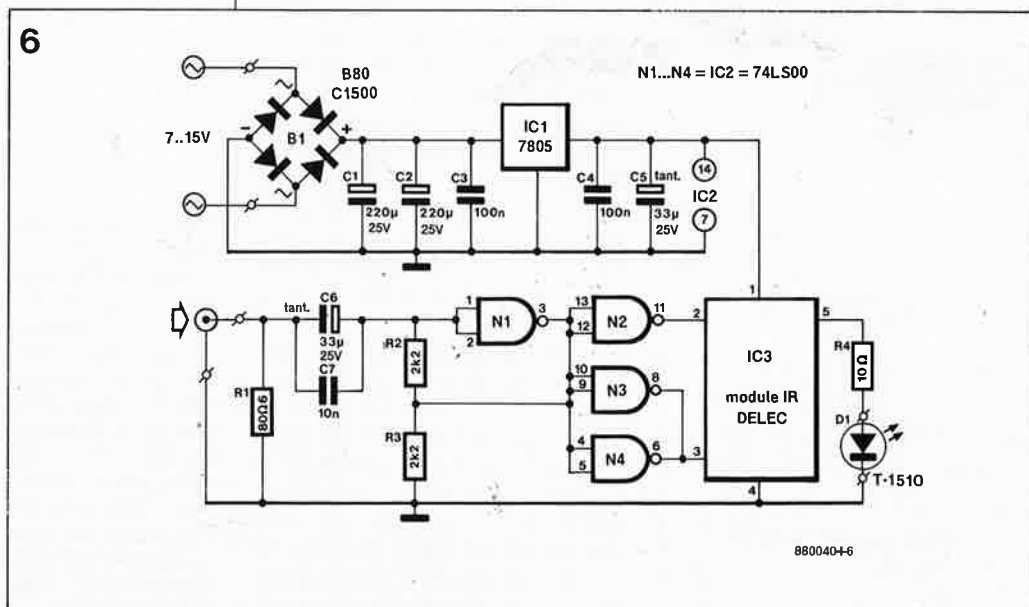 6
B80
C1500
N1...N4 = IC2 = 74LS00
7..15V
~
~
-
+
B1
IC1
7805
C1
220µ
25V
C2
220µ
25V
C3
100n
C4
100n
C5 tant.
33µ
25V
14
IC2
7
tant.
C6
33µ
25V
C7
10n
R1
80Ω6
R2
2k2
R3
2k2
1
2
N1
3
13
12
N2
11
10
9
N3
8
4
5
N4
6
1
2
3
4
5
IC3
module IR
DELEC
R4
10Ω
D1
T-1510
880040-I-6